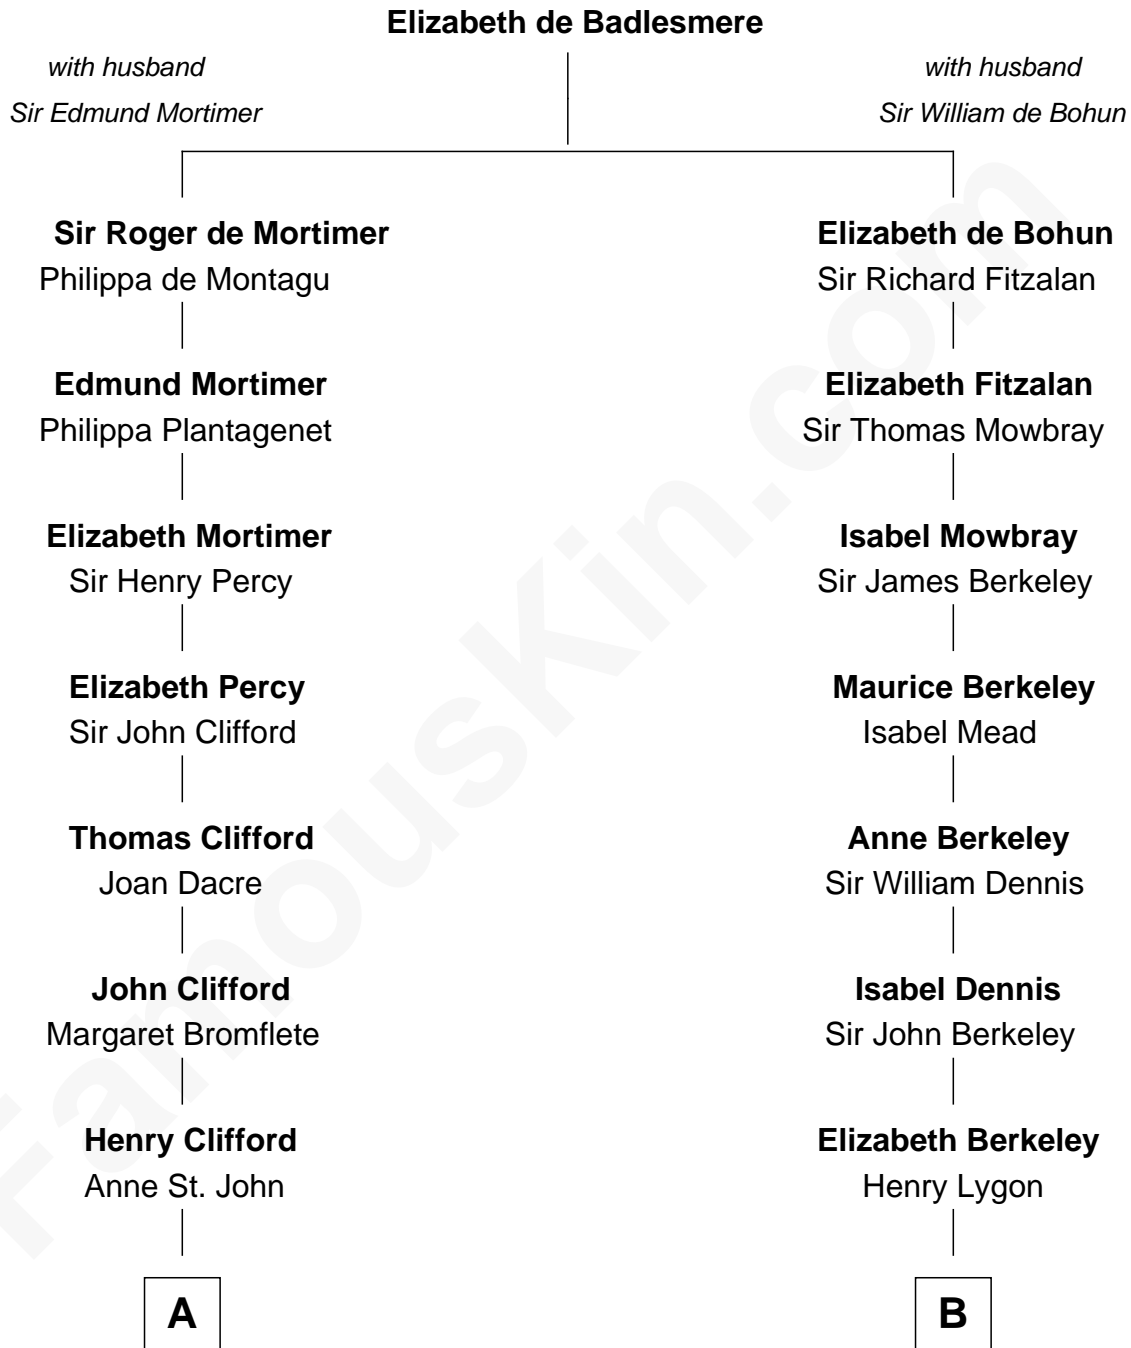 Elizabeth de Badlesmere
with husband
Sir Edmund Mortimer
with husband
Sir William de Bohun
Sir Roger de Mortimer
Philippa de Montagu
Elizabeth de Bohun
Sir Richard Fitzalan
Edmund Mortimer
Philippa Plantagenet
Elizabeth Fitzalan
Sir Thomas Mowbray
Elizabeth Mortimer
Sir Henry Percy
Isabel Mowbray
Sir James Berkeley
Elizabeth Percy
Sir John Clifford
Maurice Berkeley
Isabel Mead
Thomas Clifford
Joan Dacre
Anne Berkeley
Sir William Dennis
John Clifford
Margaret Bromflete
Isabel Dennis
Sir John Berkeley
Henry Clifford
Anne St. John
Elizabeth Berkeley
Henry Lygon
A
B
FamousKin.com